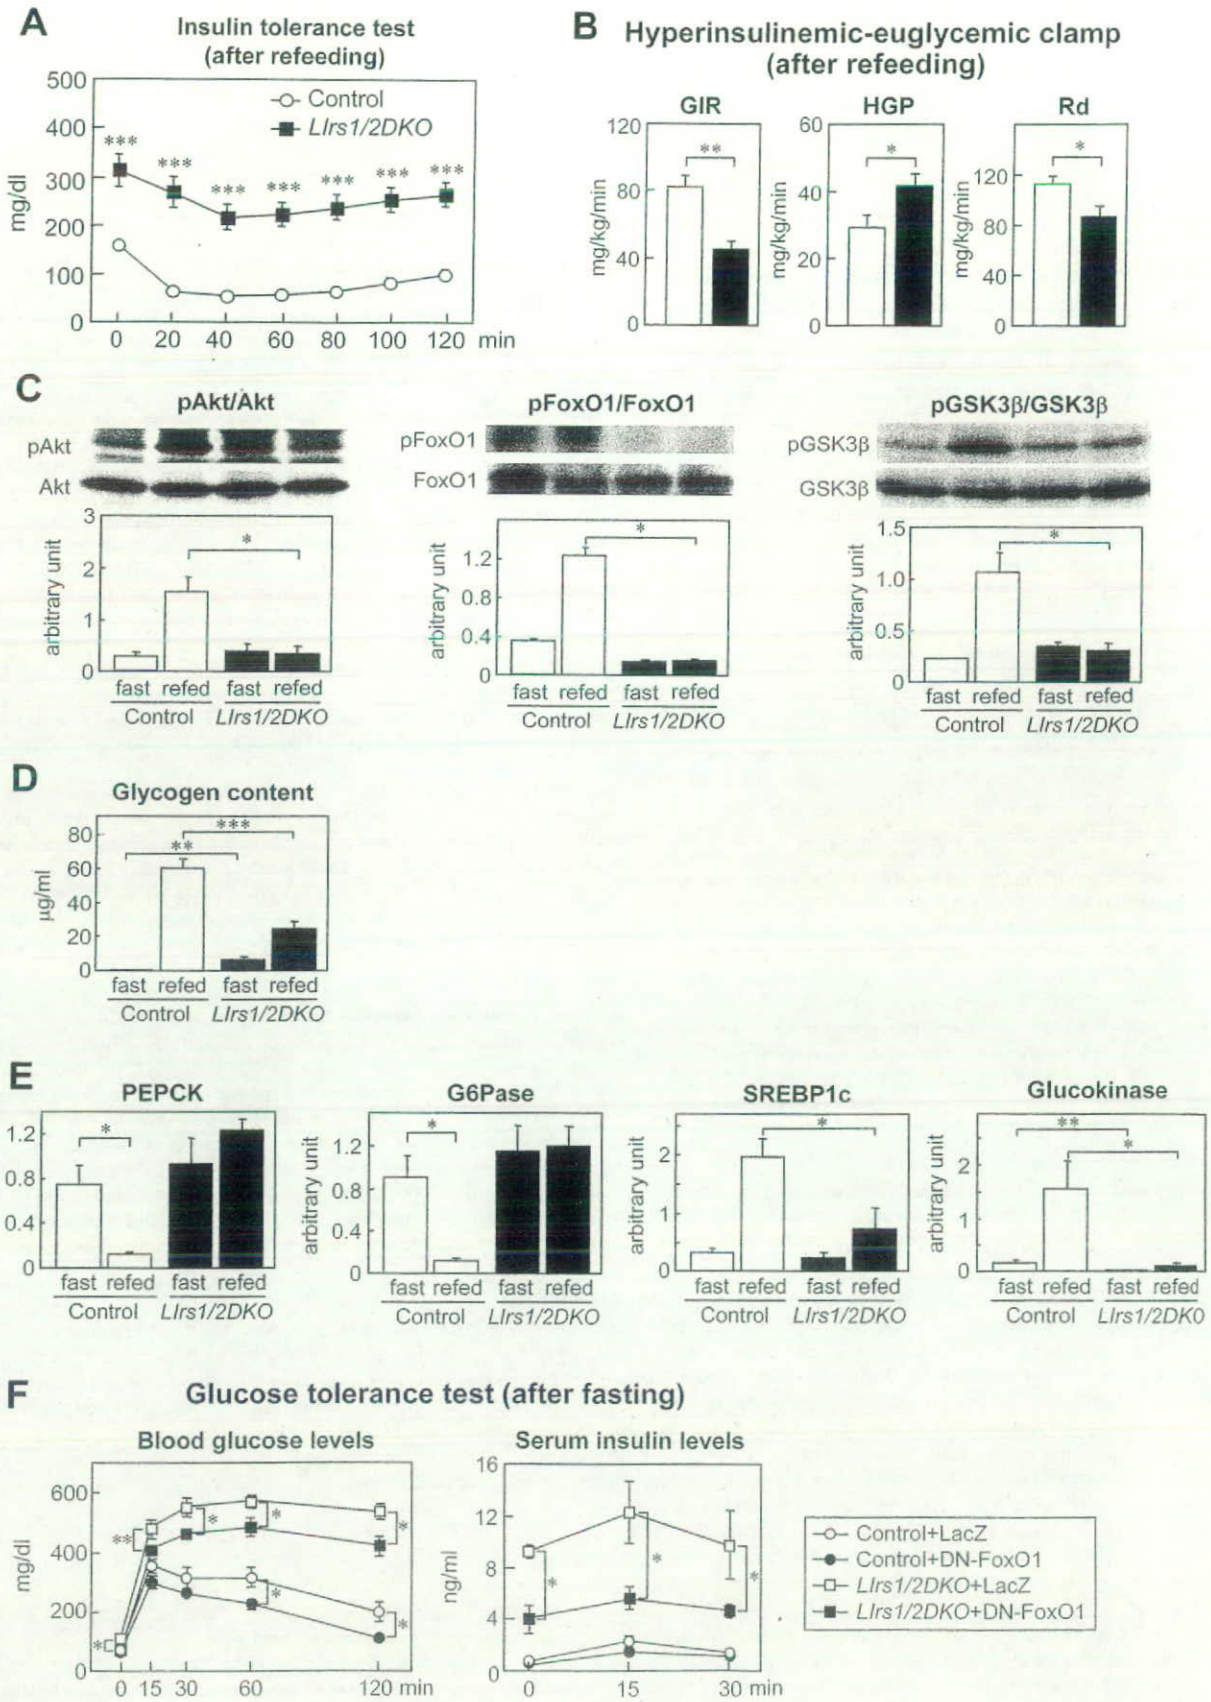 A
Insulin tolerance test
(after refeeding)
500
400
300
200
100
0
mg/dl
Control
LIrs1/2DKO
***
***
***
***
***
***
***
0 20 40 60 80 100 120 min
B
Hyperinsulinemic-euglycemic clamp
(after refeeding)
GIR
HGP
Rd
120
80
40
0
mg/kg/min
**
60
40
20
0
mg/kg/min
*
120
80
40
0
mg/kg/min
*
C
pAkt/Akt
pAkt
Akt
3
2
1
0
arbitrary unit
*
fast refed fast refed
Control LIrs1/2DKO
pFoxO1/FoxO1
pFoxO1
FoxO1
1.2
0.8
0.4
0
arbitrary unit
*
fast refed fast refed
Control LIrs1/2DKO
pGSK3β/GSK3β
pGSK3β
GSK3β
1.5
1.0
0.5
0
arbitrary unit
*
fast refed fast refed
Control LIrs1/2DKO
D
Glycogen content
80
60
40
20
0
µg/ml
***
**
fast refed fast refed
Control LIrs1/2DKO
E
PEPCK
1.2
0.8
0.4
0
*
fast refed fast refed
Control LIrs1/2DKO
G6Pase
1.2
0.8
0.4
0
arbitrary unit
*
fast refed fast refed
Control LIrs1/2DKO
SREBP1c
2
1
0
arbitrary unit
*
fast refed fast refed
Control LIrs1/2DKO
Glucokinase
2
1
0
arbitrary unit
**
*
fast refed fast refed
Control LIrs1/2DK0
F
Glucose tolerance test (after fasting)
Blood glucose levels
600
400
200
0
mg/dl
*
**
*
*
*
*
*
0 15 30 60 120 min
Serum insulin levels
16
12
8
4
0
ng/ml
*
*
*
0 15 30 min
Control+LacZ
Control+DN-FoxO1
LIrs1/2DKO+LacZ
LIrs1/2DKO+DN-FoxO1